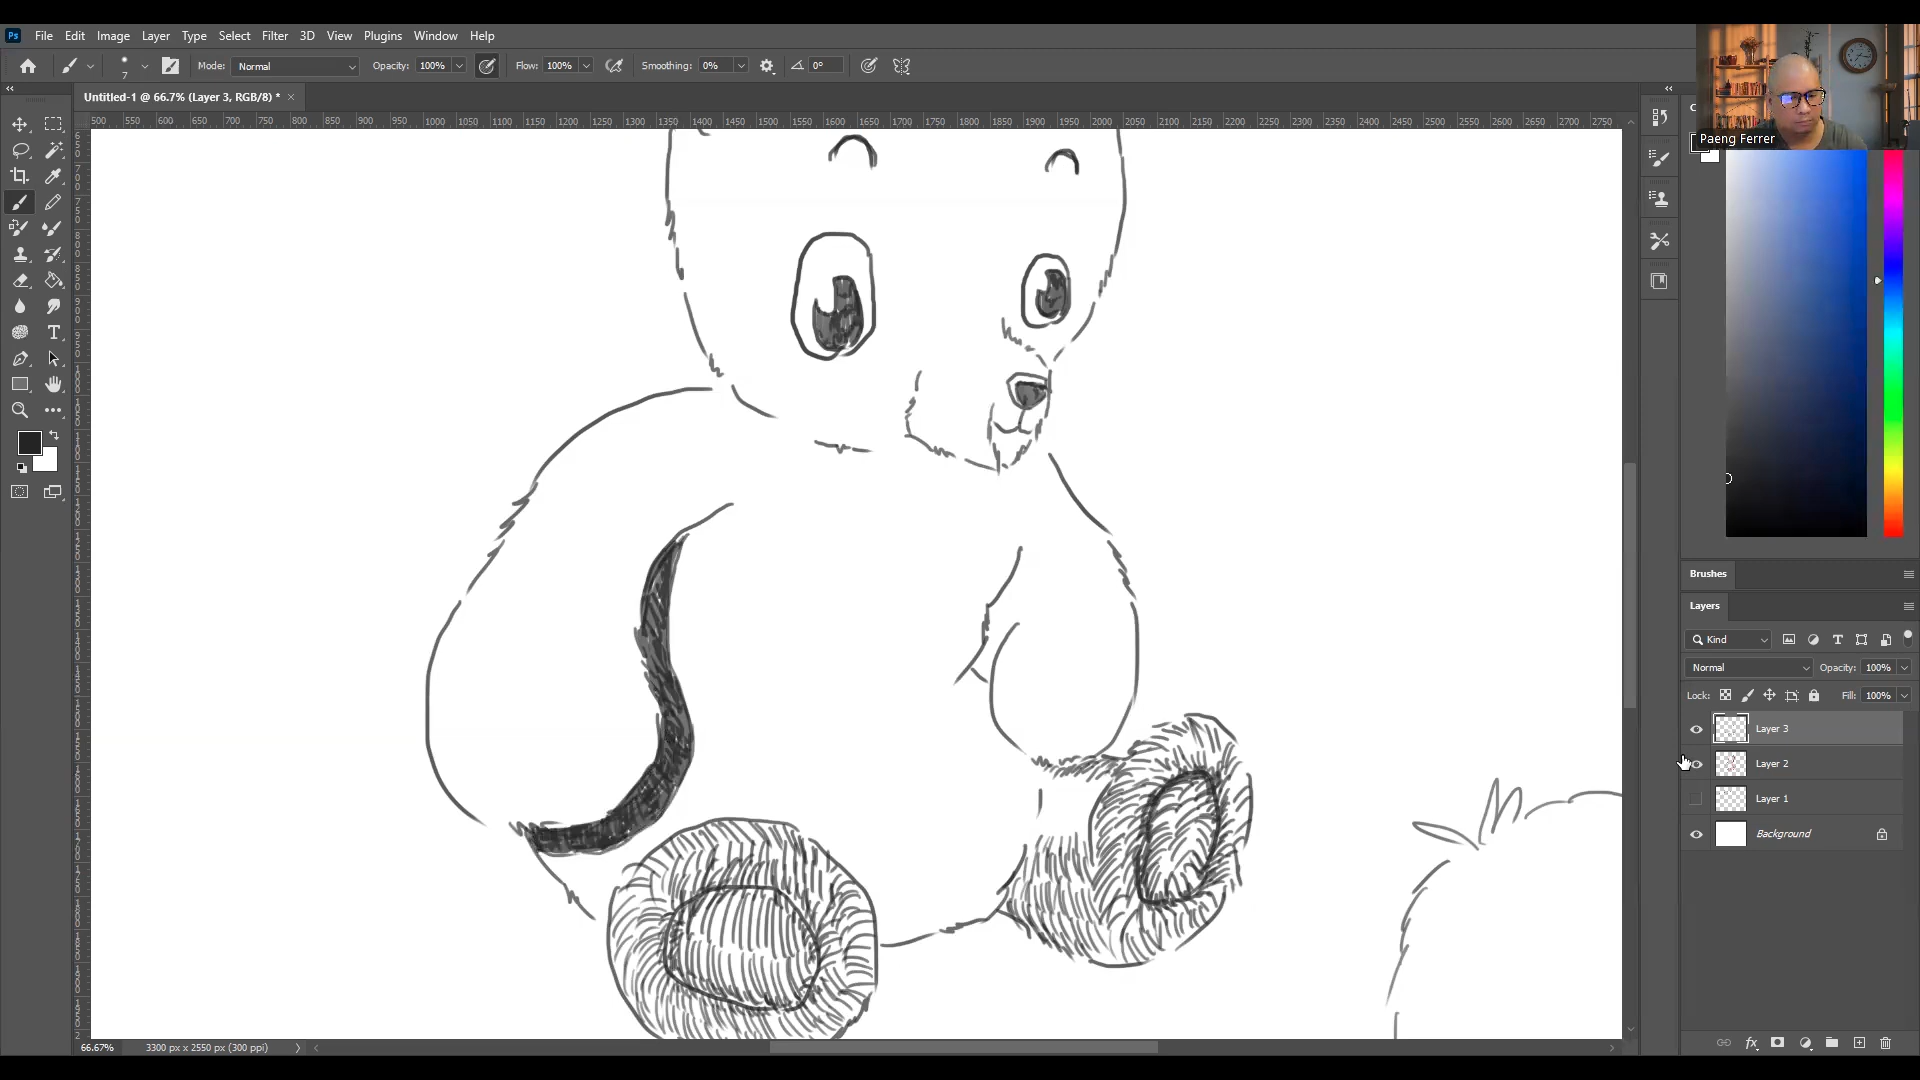 Ps File Edit Image Layer Type Select Filter 3D View Plugins Window Help
7 Mode: Normal Opacity: 100% Flow: 100% Smoothing: 0% 0°
Untitled-1 @ 66.7% (Layer 3, RGB/8) * ×
500 550 600 650 700 750 800 850 900 950 1000 1050 1100 1150 1200 1250 1300 1350 1400 1450 1500 1550 1600 1650 1700 1750 1800 1850 1900 1950 2000 2050 2100 2150 2200 2250 2300 2350 2400 2450 2500 2550 2600 2650 2700 2750
Paeng Ferrer
Brushes
Layers
Kind
Normal Opacity: 100%
Lock: Fill: 100%
Layer 3
Layer 2
Layer 1
Background
66.67% 3300 px x 2550 px (300 ppi)